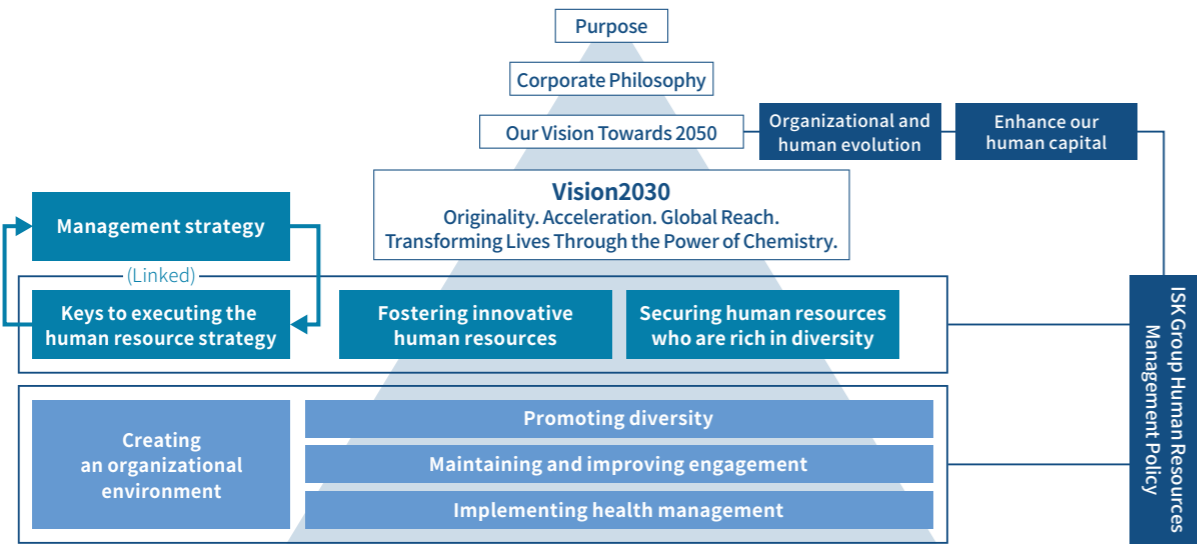 Purpose
Corporate Philosophy
Our Vision Towards 2050
Organizational and
human evolution
Enhance our
human capital
Vision2030
Originality. Acceleration. Global Reach.
Transforming Lives Through the Power of Chemistry.
Management strategy
(Linked)
Keys to executing the
human resource strategy
Fostering innovative
human resources
Securing human resources
who are rich in diversity
Creating
an organizational
environment
Promoting diversity
Maintaining and improving engagement
Implementing health management
ISK Group Human Resources
Management Policy